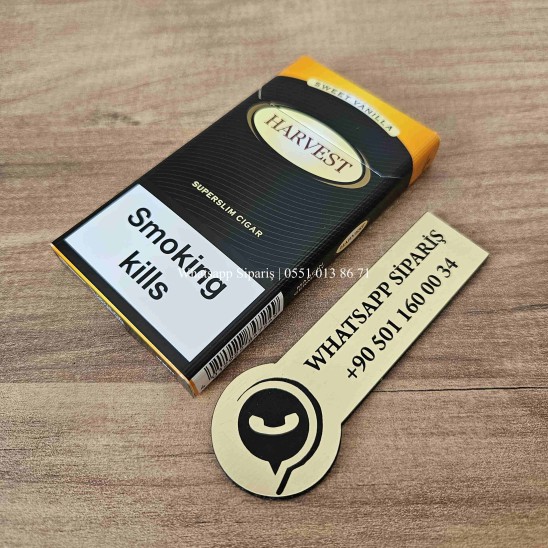 SWEET VANILLA
HARVEST
SUPERSLIM CIGAR
Smoking
kills
HARVEST
Whatsapp Sipariş | 0551 013 86 71
WHATSAPP SİPARİŞ
+90 501 160 00 34